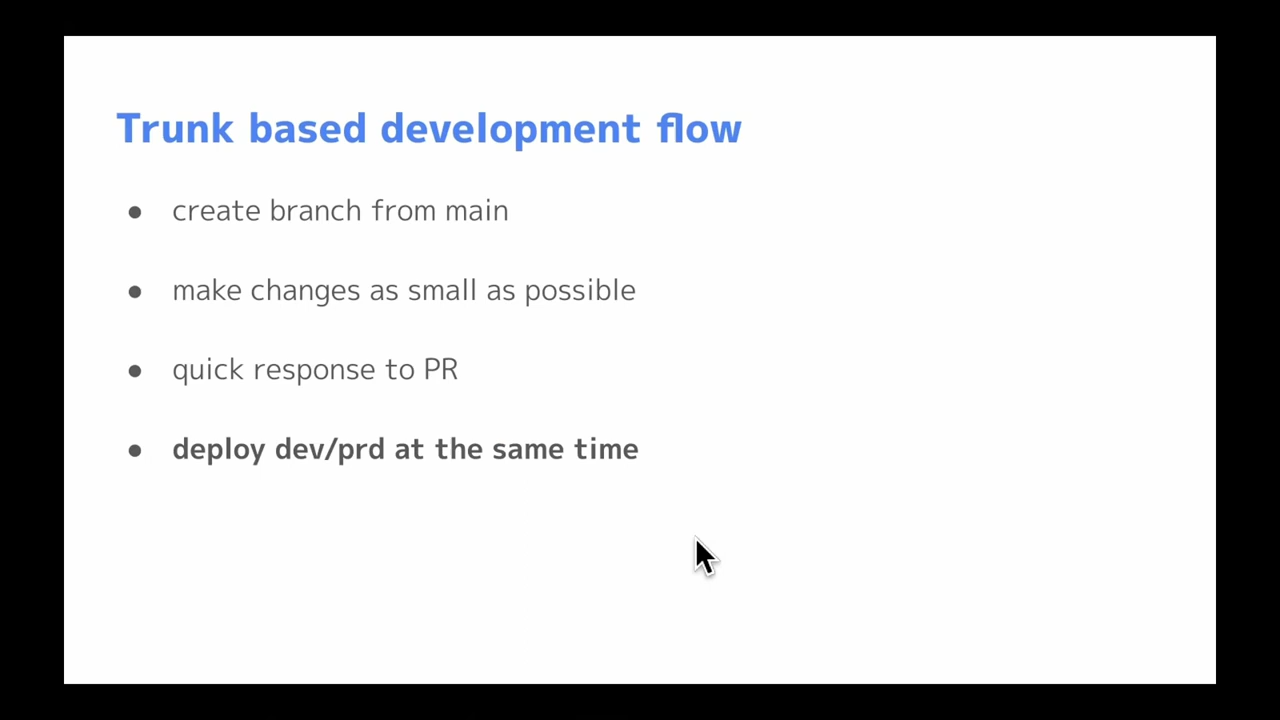 Trunk based development flow
● create branch from main
● make changes as small as possible
● quick response to PR
● deploy dev/prd at the same time